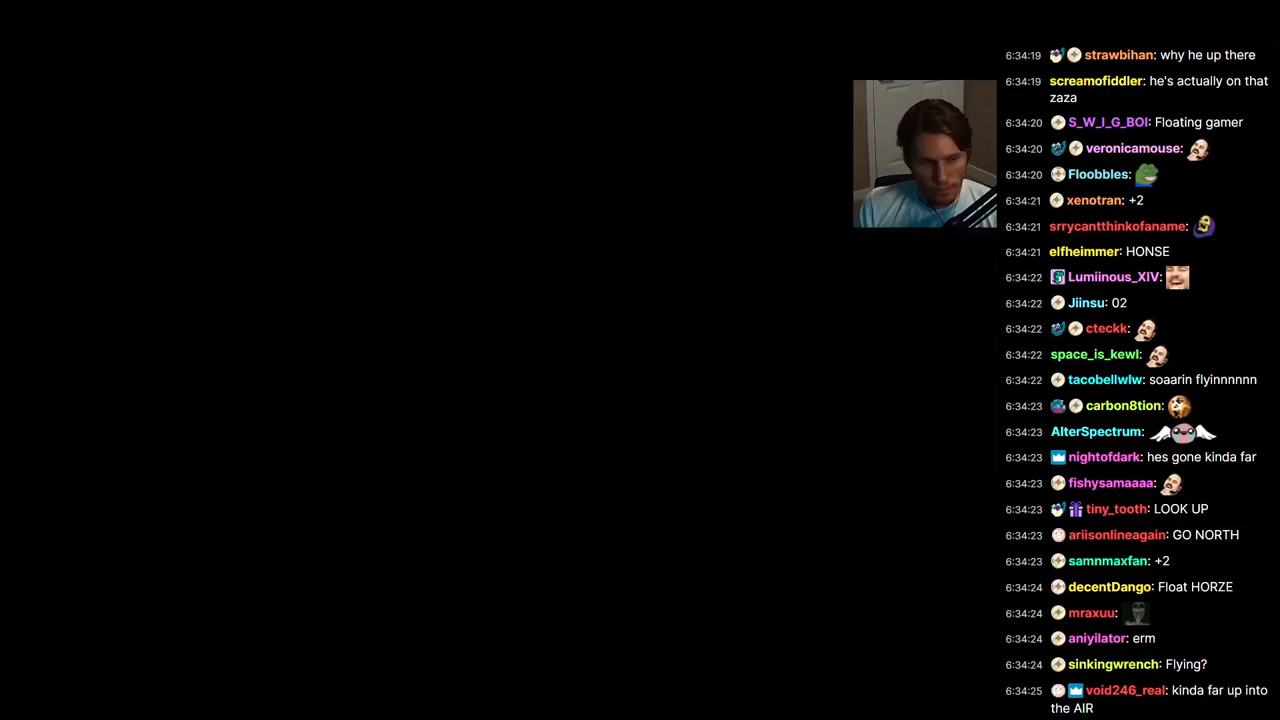 6:34:19 strawbihan: why he up there
6:34:19 screamofiddler: he's actually on that
zaza
6:34:20 S_W_I_G_BOI: Floating gamer
6:34:20 veronicamouse:
6:34:20 Floobbles:
6:34:21 xenotran: +2
6:34:21 srrycantthinkofaname:
6:34:21 elfheimmer: HONSE
6:34:22 Lumiinous_XIV:
6:34:22 Jiinsu: 02
6:34:22 cteckk:
6:34:22 space_is_kewl:
6:34:22 tacobellwlw: soaarin flyinnnnnn
6:34:23 carbon8tion:
6:34:23 AlterSpectrum:
6:34:23 nightofdark: hes gone kinda far
6:34:23 fishysamaaaa:
6:34:23 tiny_tooth: LOOK UP
6:34:23 ariisonlineagain: GO NORTH
6:34:23 samnmaxfan: +2
6:34:24 decentDango: Float HORZE
6:34:24 mraxuu:
6:34:24 aniyilator: erm
6:34:24 sinkingwrench: Flying?
6:34:25 void246_real: kinda far up into
the AIR